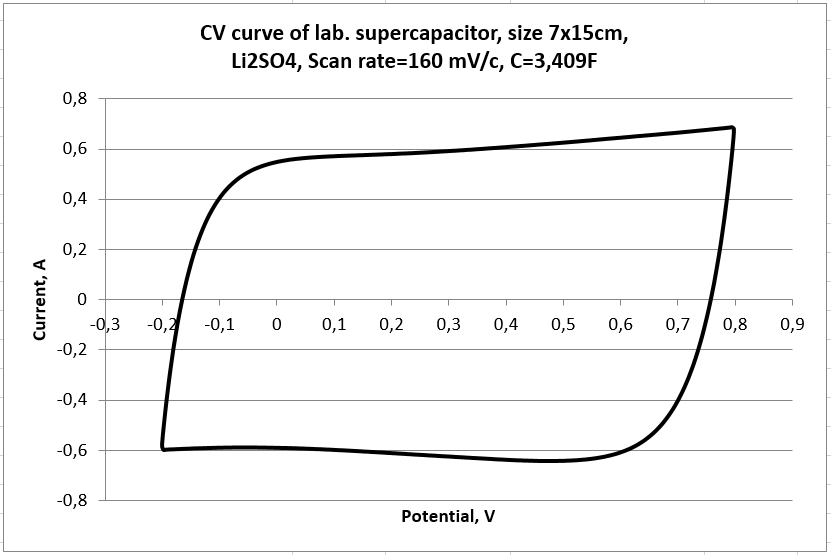 CV curve of lab. supercapacitor, size 7x15cm,
Li2SO4, Scan rate=160 mV/c, C=3,409F
0,8
0,6
0,4
0,2
0
-0,2
-0,4
-0,6
-0,8
-0,3 -0,2 -0,1 0 0,1 0,2 0,3 0,4 0,5 0,6 0,7 0,8 0,9
Current, A
Potential, V